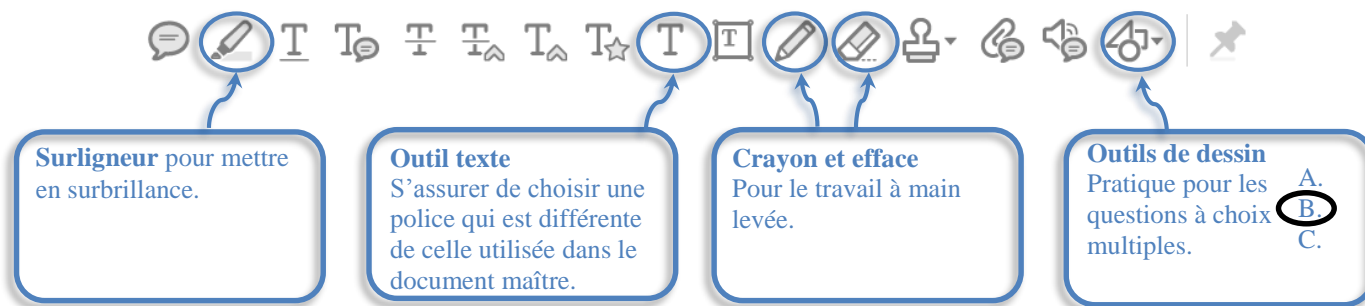 Surligneur pour mettre
en surbrillance.
Outil texte
S’assurer de choisir une
police qui est différente
de celle utilisée dans le
document maître.
Crayon et efface
Pour le travail à main
levée.
Outils de dessin
Pratique pour les
questions à choix
multiples.
A.
B.
C.